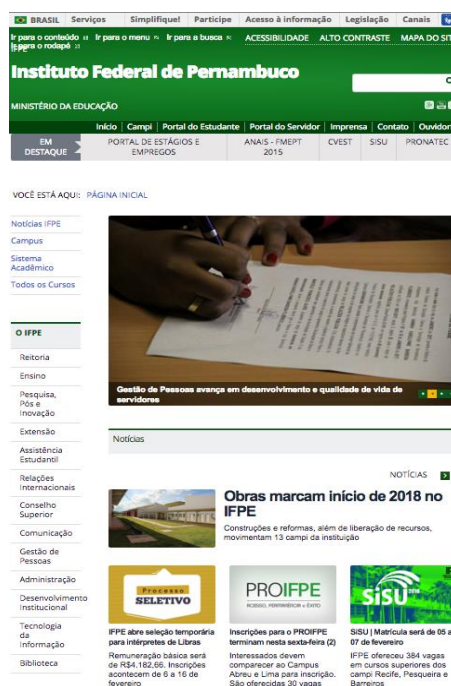 BRASIL Serviços Simplifique! Participe Acesso à informação Legislação Canais
Ir para o conteúdo Ir para o menu Ir para a busca ACESSIBILIDADE ALTO CONTRASTE MAPA DO SIT
Ir para o rodapé
IFPE
Instituto Federal de Pernambuco
MINISTÉRIO DA EDUCAÇÃO
Início Campi Portal do Estudante Portal do Servidor Imprensa Contato Ouvidor
EM DESTAQUE
PORTAL DE ESTÁGIOS E EMPREGOS
ANAIS - FMEPT 2015
CVEST
SISU
PRONATEC
VOCÊ ESTÁ AQUI: PÁGINA INICIAL
Notícias IFPE
Campus
Sistema
Acadêmico
Todos os Cursos
O IFPE
Reitoria
Ensino
Pesquisa,
Pós e
Inovação
Extensão
Assistência
Estudantil
Relações
Internacionais
Conselho
Superior
Comunicação
Gestão de
Pessoas
Administração
Desenvolvimento
Institucional
Tecnologia
da
Informação
Biblioteca
Gestão de Pessoas avança em desenvolvimento e qualidade de vida de
servidores
Notícias
NOTÍCIAS
Obras marcam início de 2018 no
IFPE
Construções e reformas, além de liberação de recursos,
movimentam 13 campi da instituição
Processo
SELETIVO
IFPE abre seleção temporária
para intérpretes de Libras
Remuneração básica será
de R$4.182,66. Inscrições
acontecem de 6 a 16 de
fevereiro
PROIFPE
ACESSO, PERMANÊNCIA e ÊXITO
Inscrições para o PROIFPE
terminam nesta sexta-feira (2)
Interessados devem
comparecer ao Campus
Abreu e Lima para inscrição.
São oferecidas 30 vagas
SiSU
SiSU | Matrícula será de 05 a
07 de fevereiro
IFPE ofereceu 384 vagas
em cursos superiores dos
campi Recife, Pesqueira e
Barreiros